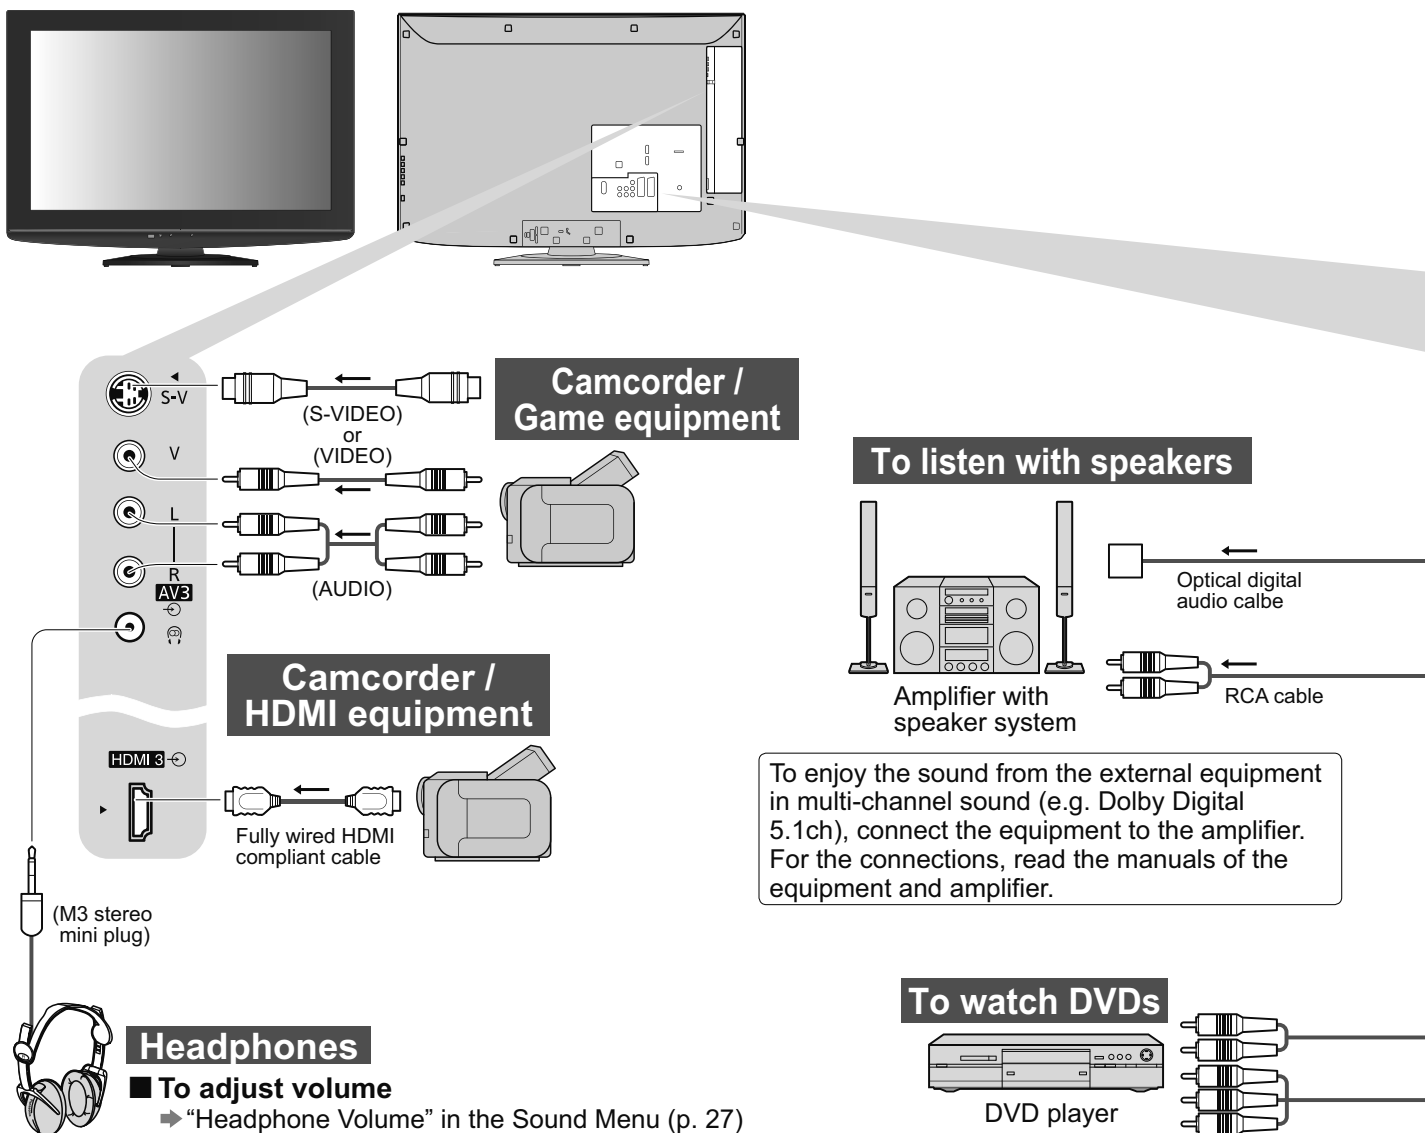 S-V
V
L
R
AV3
(S-VIDEO)
or
(VIDEO)
(AUDIO)
Camcorder /
Game equipment
Camcorder /
HDMI equipment
HDMI 3
Fully wired HDMI
compliant cable
(M3 stereo
mini plug)
Headphones
■ To adjust volume
"Headphone Volume" in the Sound Menu (p. 27)
To listen with speakers
Optical digital
audio calbe
RCA cable
Amplifier with
speaker system
To enjoy the sound from the external equipment
in multi-channel sound (e.g. Dolby Digital
5.1ch), connect the equipment to the amplifier.
For the connections, read the manuals of the
equipment and amplifier.
To watch DVDs
DVD player